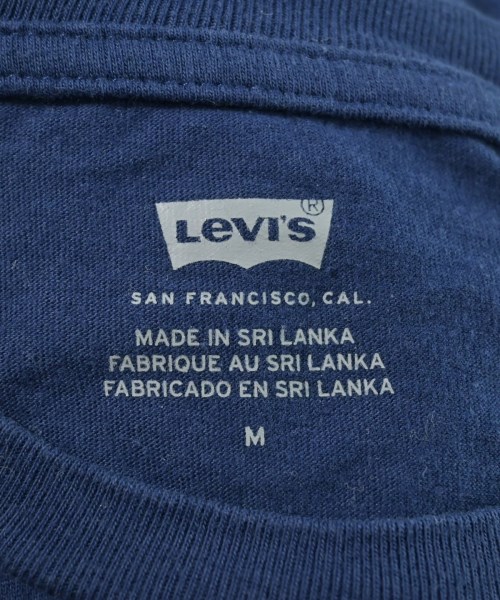 Levi's®
SAN FRANCISCO, CAL.
MADE IN SRI LANKA
FABRIQUE AU SRI LANKA
FABRICADO EN SRI LANKA
M